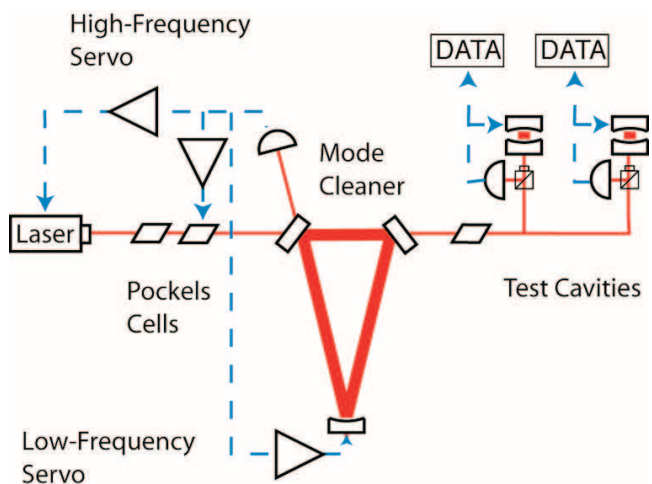 High-Frequency
Servo
DATA
DATA
Mode
Cleaner
Laser
Pockels
Cells
Test Cavities
Low-Frequency
Servo